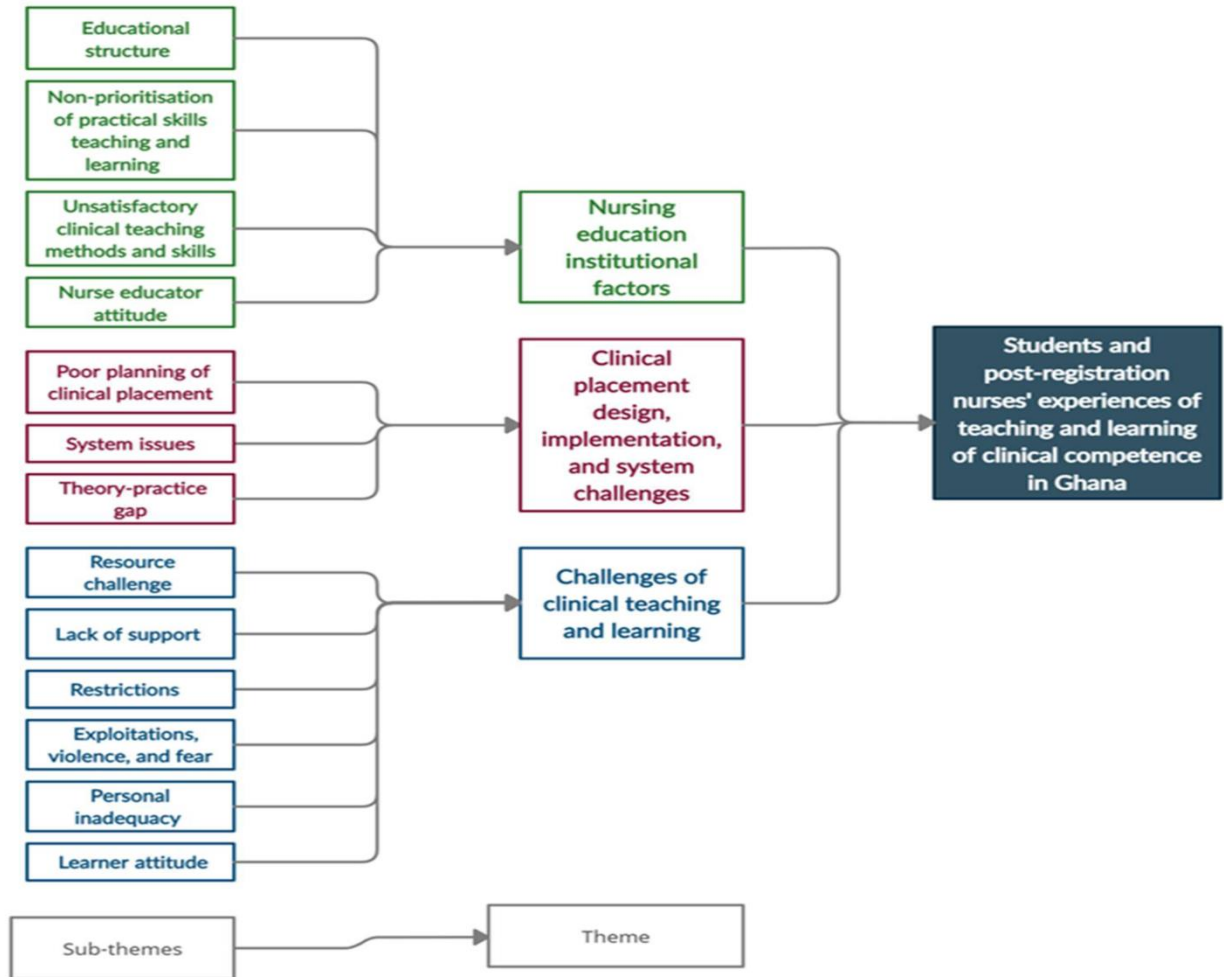 Educational
structure
Non-prioritisation
of practical skills
teaching and
learning
Unsatisfactory
clinical teaching
methods and skills
Nurse educator
attitude
Nursing
education
institutional
factors
Poor planning of
clinical placement
System issues
Theory-practice
gap
Clinical
placement
design,
implementation,
and system
challenges
Resource
challenge
Lack of support
Restrictions
Exploitations,
violence, and fear
Personal
inadequacy
Learner attitude
Challenges of
clinical teaching
and learning
Students and
post-registration
nurses' experiences of
teaching and learning
of clinical competence
in Ghana
Sub-themes
Theme